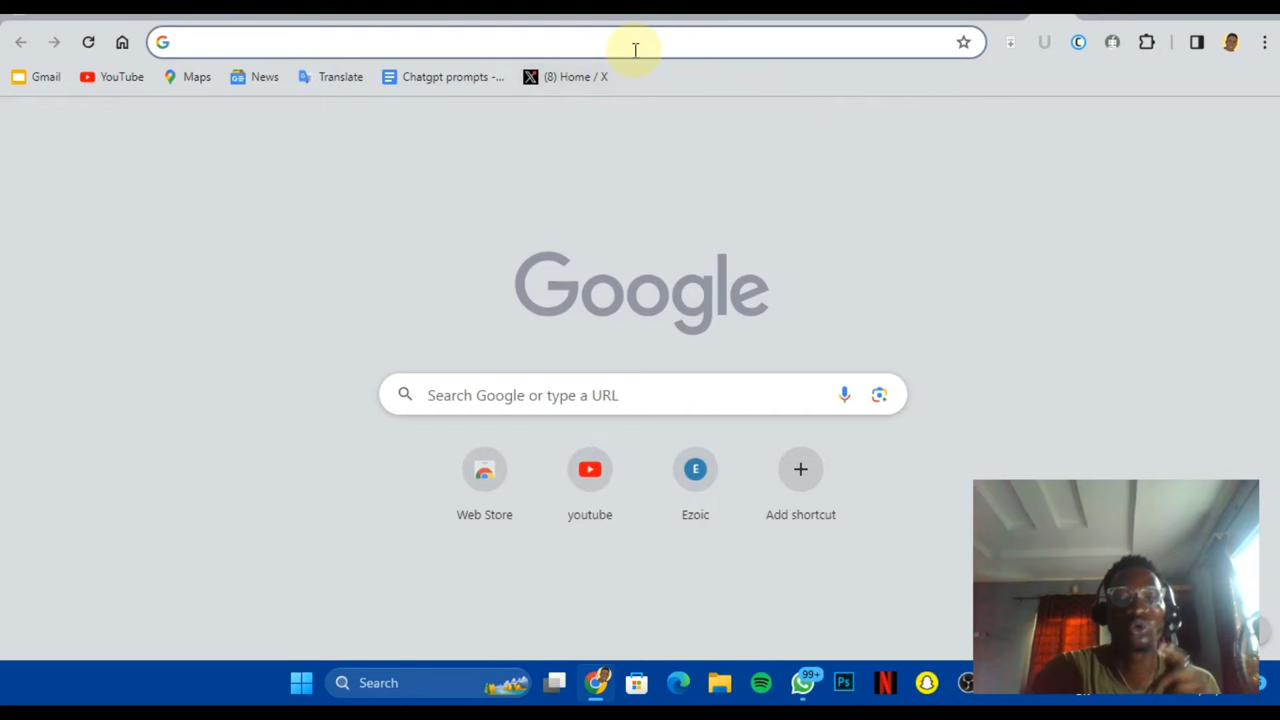 Gmail
YouTube
Maps
News
Translate
Chatgpt prompts -...
(8) Home / X
Google
Search Google or type a URL
E
Web Store
youtube
Ezoic
Add shortcut
Search
99+
Ps
N